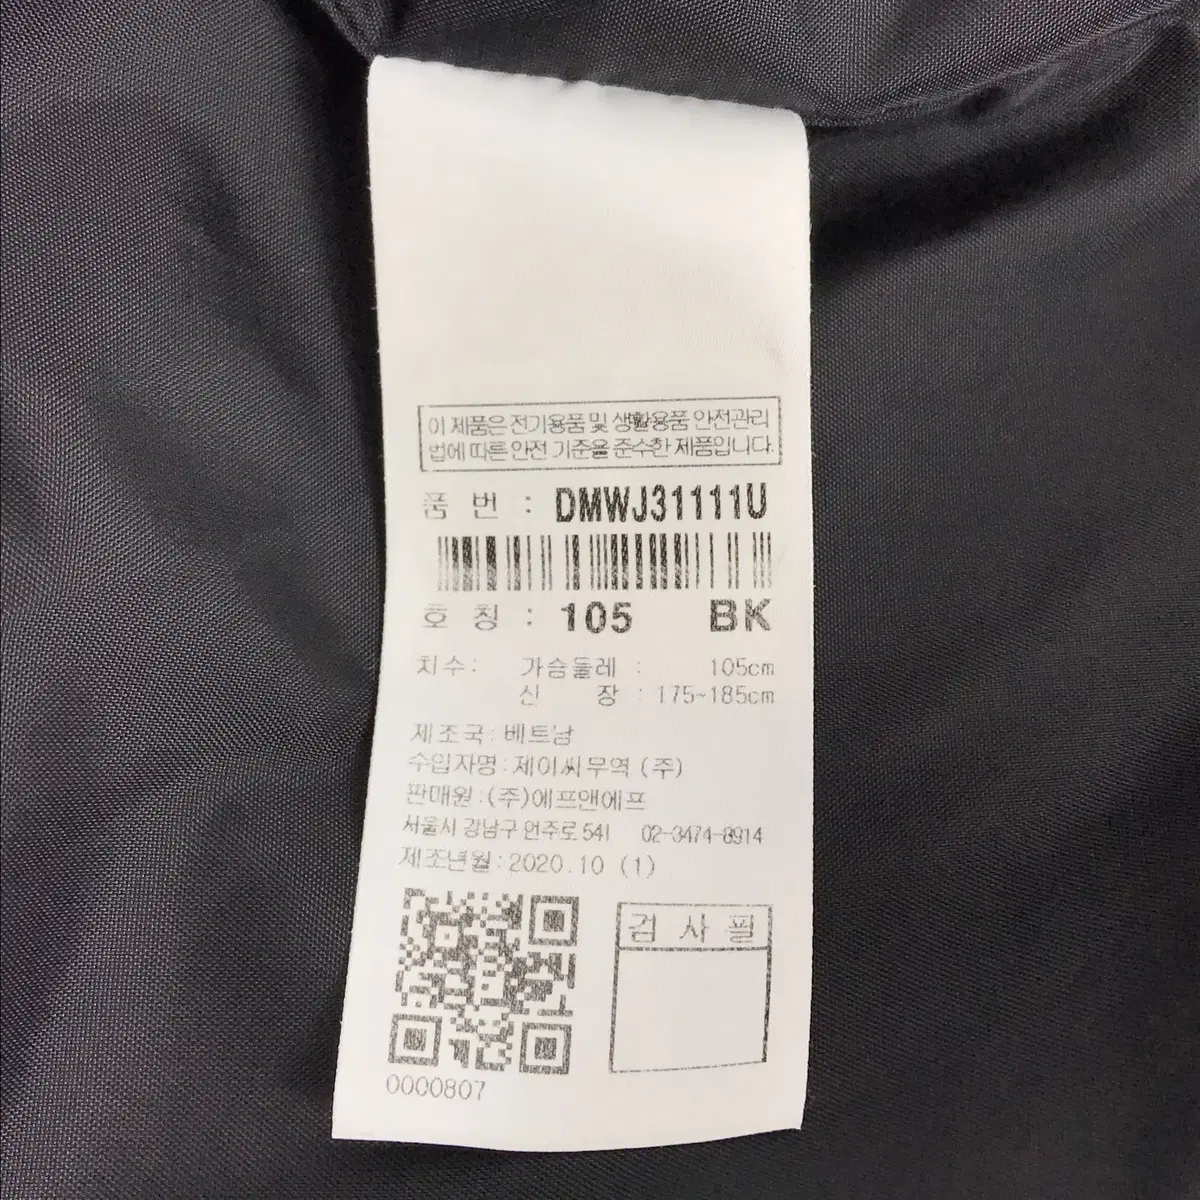 이 제품은 전기용품 및 생활용품 안전관리
법에 따른 안전 기준을 준수한 제품입니다.
품 번 : DMWJ31111U
호 칭 : 105 BK
치수: 가슴둘레 : 105cm
신 장 : 175~185cm
제조국: 베트남
수입자명: 제이씨무역 (주)
판매원 : (주)에프앤에프
서울시 강남구 언주로 541 02-3474-8914
제조년월: 2020.10 (1)
검 사 필
0000807